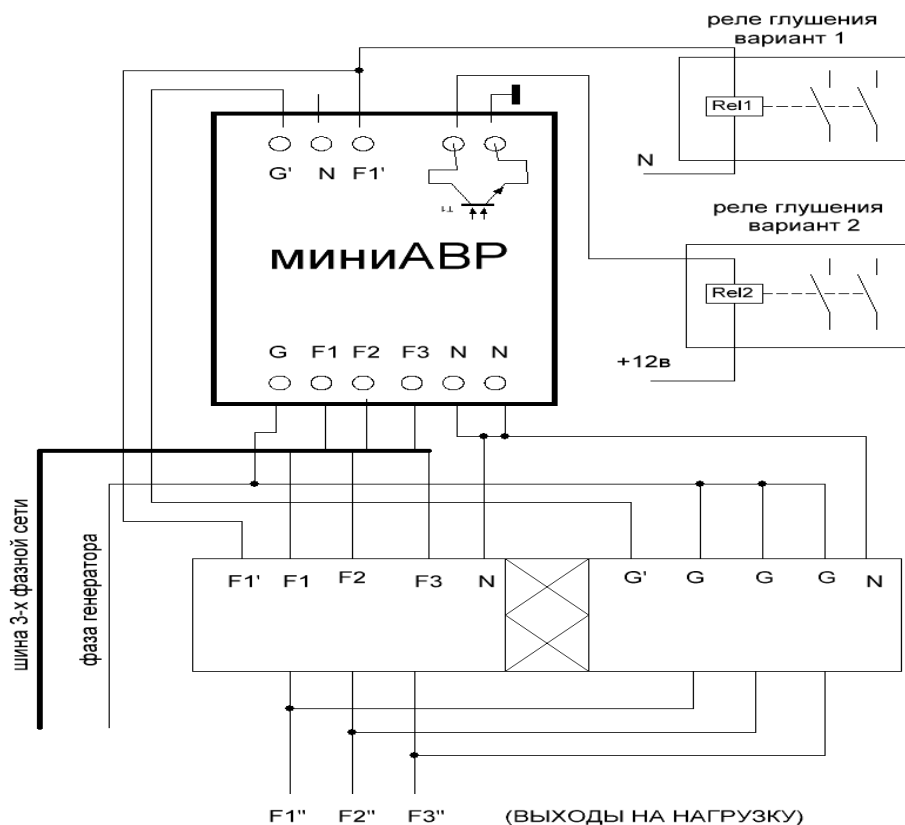 реле глушения
вариант 1
Rel1
N
G' N F1'
T1
реле глушения
вариант 2
миниАВР
Rel2
+12в
G F1 F2 F3 N N
шина 3-х фазной сети
фаза генератора
F1' F1 F2 F3 N
G' G G G N
F1" F2" F3" (ВЫХОДЫ НА НАГРУЗКУ)